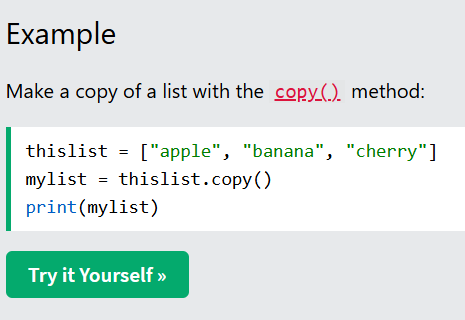 Example
Make a copy of a list with the copy() method:
thislist = ["apple", "banana", "cherry"]
mylist = thislist.copy()
print(mylist)
Try it Yourself »